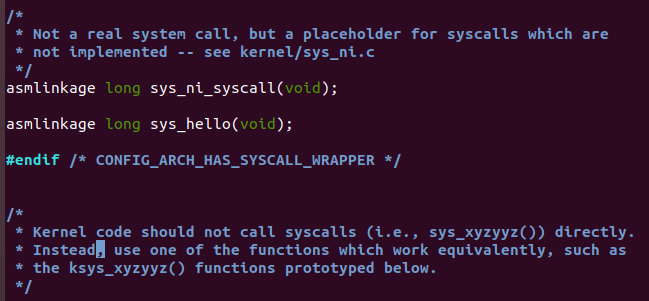 /*
 * Not a real system call, but a placeholder for syscalls which are
 * not implemented -- see kernel/sys_ni.c
 */
asmlinkage long sys_ni_syscall(void);
asmlinkage long sys_hello(void);
#endif /* CONFIG_ARCH_HAS_SYSCALL_WRAPPER */
/*
 * Kernel code should not call syscalls (i.e., sys_xyzyyz()) directly.
 * Instead, use one of the functions which work equivalently, such as
 * the ksys_xyzyyz() functions prototyped below.
 */